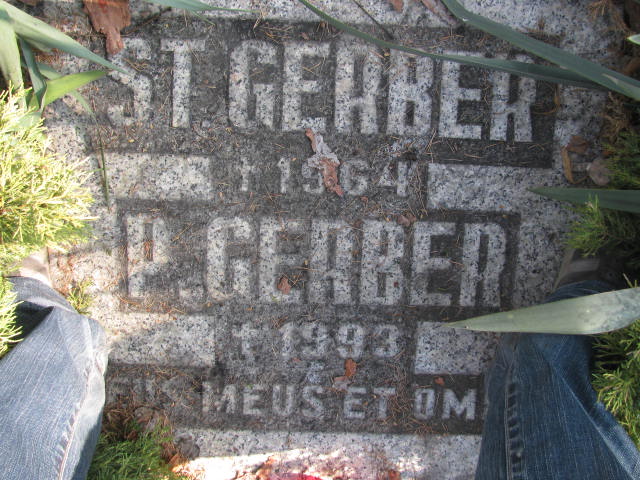 ST. GERBER
† 1964
P. GERBER
† 1993
MEUS ET OM